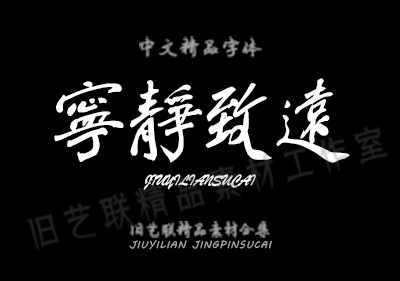 中文精品字体
寧靜致遠
JIUYILIANSUCAI
旧艺联精品素材工作室
旧艺联精品素材合集
JIUYILIAN JINGPINSUCAI